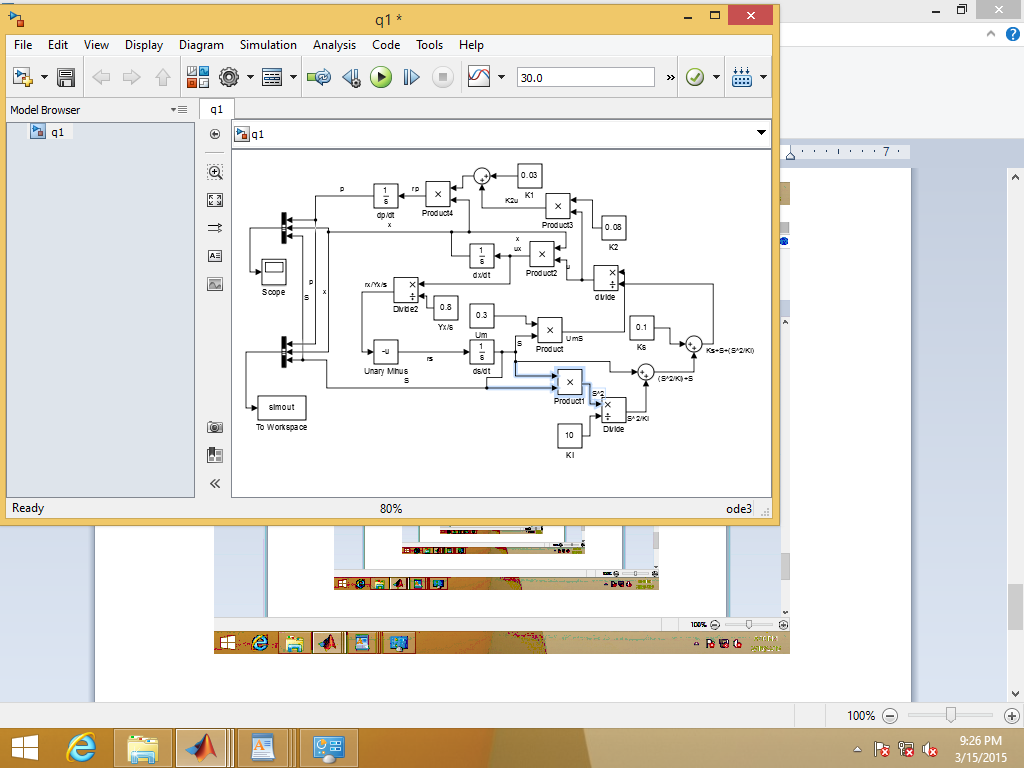 q1 *
File Edit View Display Diagram Simulation Analysis Code Tools Help
30.0
Model Browser
q1
q1
q1
7
p
1
s
dp/dt
x
rp
×
Product4
0.03
K1
K2u
×
Product3
0.08
K2
x
ux
1
s
dx/dt
×
Product2
u
×
÷
divide
Scope
p
S
x
rx/Yx/s
×
÷
Divide2
0.8
Yx/s
0.3
Um
×
Product
UmS
0.1
Ks
Ks+S+(S^2/KI)
-u
Unary Minus
S
rs
1
s
ds/dt
S
×
Product1
S^2
(S^2/KI)+S
×
÷
Divide
S^2/KI
10
KI
simout
To Workspace
Ready
80%
ode3
100%
100%
9:26 PM
3/15/2015